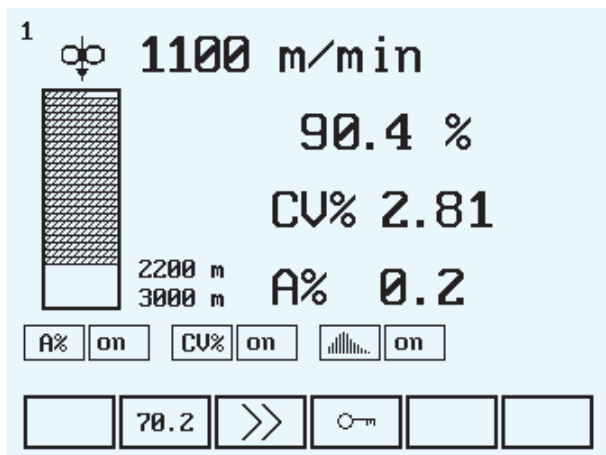 1
1100 m/min
90.4 %
CV% 2.81
2200 m
3000 m
A% 0.2
A% on CV% on on
70.2 >>